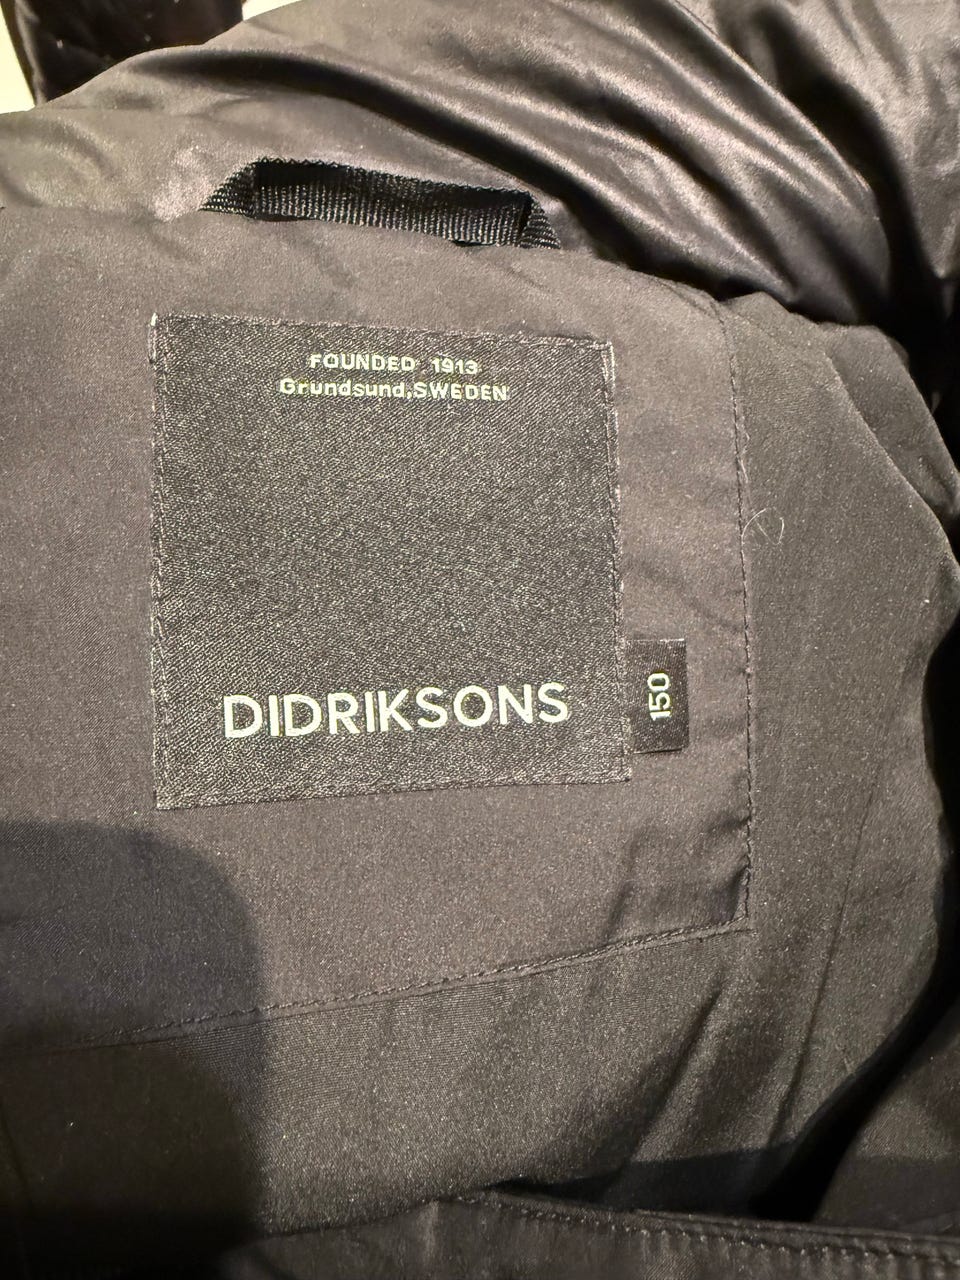 FOUNDED 1913
Grundsund,SWEDEN
DIDRIKSONS
150